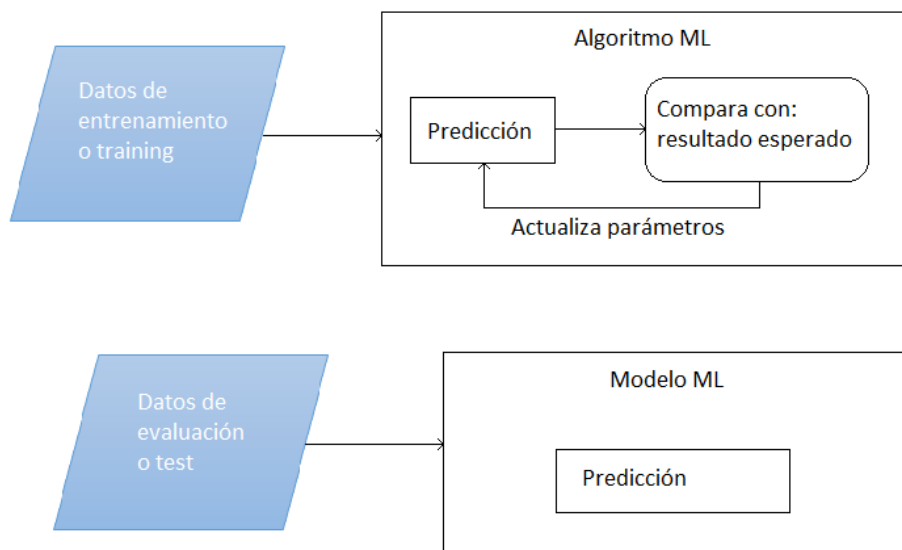 Algoritmo ML
Datos de
entrenamiento
o training
Predicción
Compara con:
resultado esperado
Actualiza parámetros
Modelo ML
Datos de
evaluación
o test
Predicción